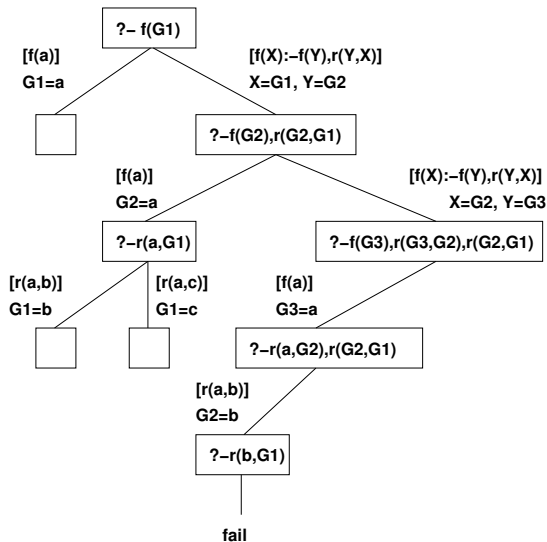 ?– f(G1)
[f(a)]
G1=a
[f(X):–f(Y),r(Y,X)]
X=G1, Y=G2
?–f(G2),r(G2,G1)
[f(a)]
G2=a
[f(X):–f(Y),r(Y,X)]
X=G2, Y=G3
?–r(a,G1)
?–f(G3),r(G3,G2),r(G2,G1)
[r(a,b)]
G1=b
[r(a,c)]
G1=c
[f(a)]
G3=a
?–r(a,G2),r(G2,G1)
[r(a,b)]
G2=b
?–r(b,G1)
fail